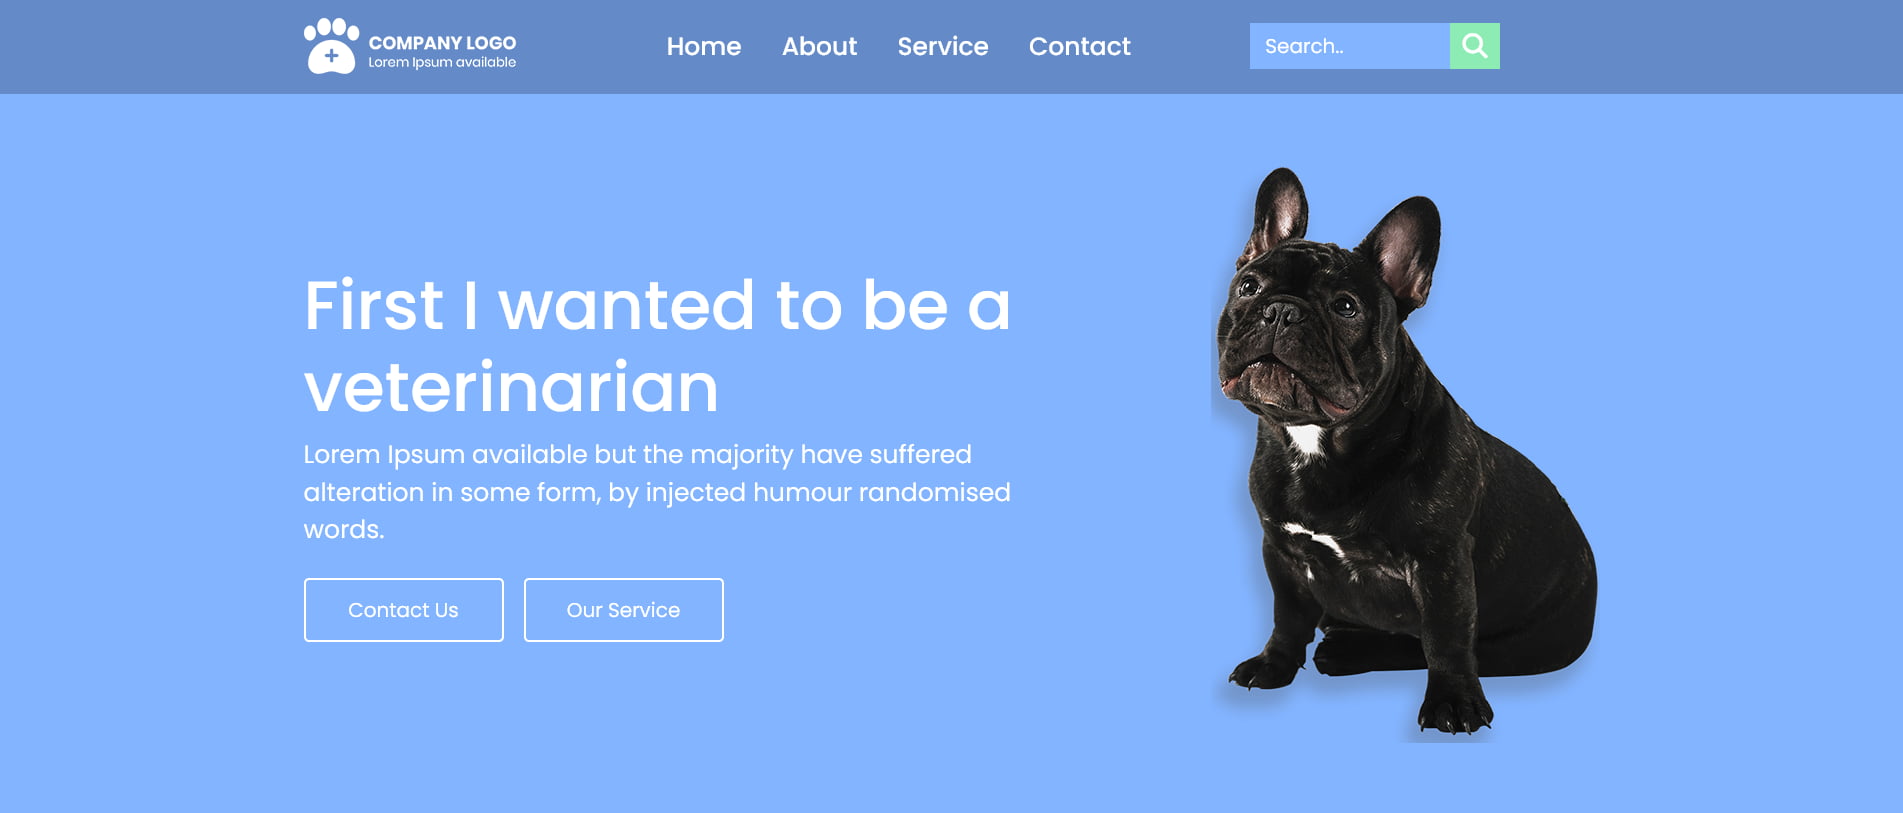 COMPANY LOGO
Lorem Ipsum available
Home About Service Contact
Search..
First I wanted to be a
veterinarian
Lorem Ipsum available but the majority have suffered
alteration in some form, by injected humour randomised
words.
Contact Us
Our Service